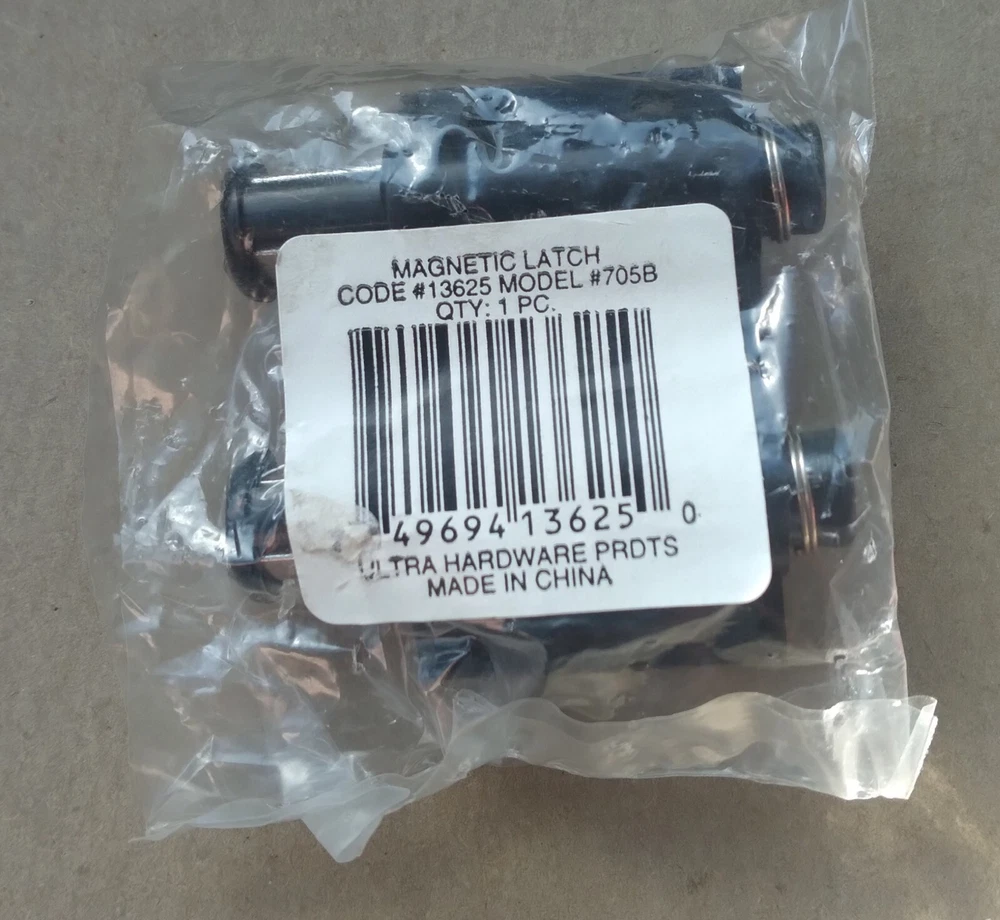 MAGNETIC LATCH
CODE #13625 MODEL #705B
QTY: 1 PC.
49694 13625 0
ULTRA HARDWARE PRDTS
MADE IN CHINA